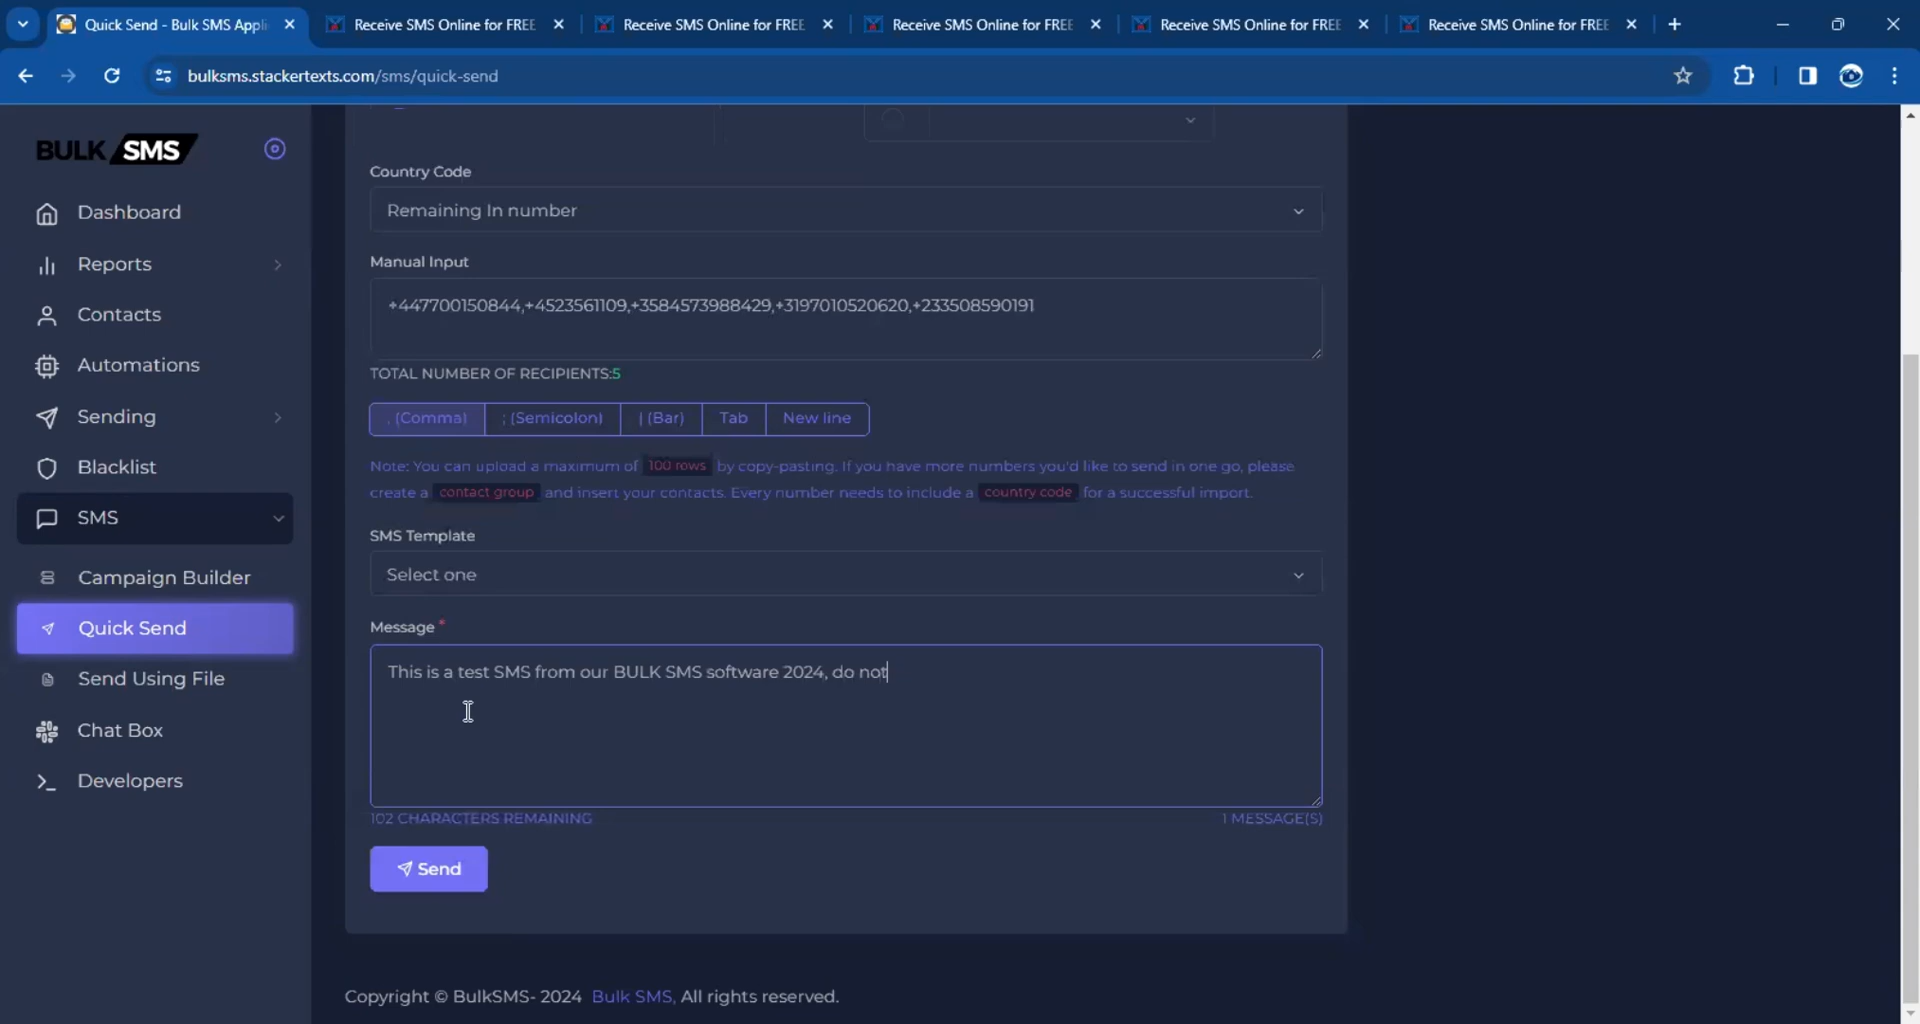 Quick Send - Bulk SMS Appli
Receive SMS Online for FREE
Receive SMS Online for FREE
Receive SMS Online for FREE
Receive SMS Online for FREE
Receive SMS Online for FREE
bulksms.stackertexts.com/sms/quick-send
BULK SMS
Dashboard
Reports
Contacts
Automations
Sending
Blacklist
SMS
Campaign Builder
Quick Send
Send Using File
Chat Box
Developers
Country Code
Remaining In number
Manual Input
+447700150844,+4523561109,+3584573988429,+3197010520620,+233508590191
TOTAL NUMBER OF RECIPIENTS:5
, (Comma) ; (Semicolon) | (Bar) Tab New line
Note: You can upload a maximum of 100 rows by copy-pasting. If you have more numbers you'd like to send in one go, please
create a contact group and insert your contacts. Every number needs to include a country code for a successful import.
SMS Template
Select one
Message *
This is a test SMS from our BULK SMS software 2024, do not
102 CHARACTERS REMAINING 1 MESSAGE(S)
Send
Copyright © BulkSMS- 2024 Bulk SMS, All rights reserved.